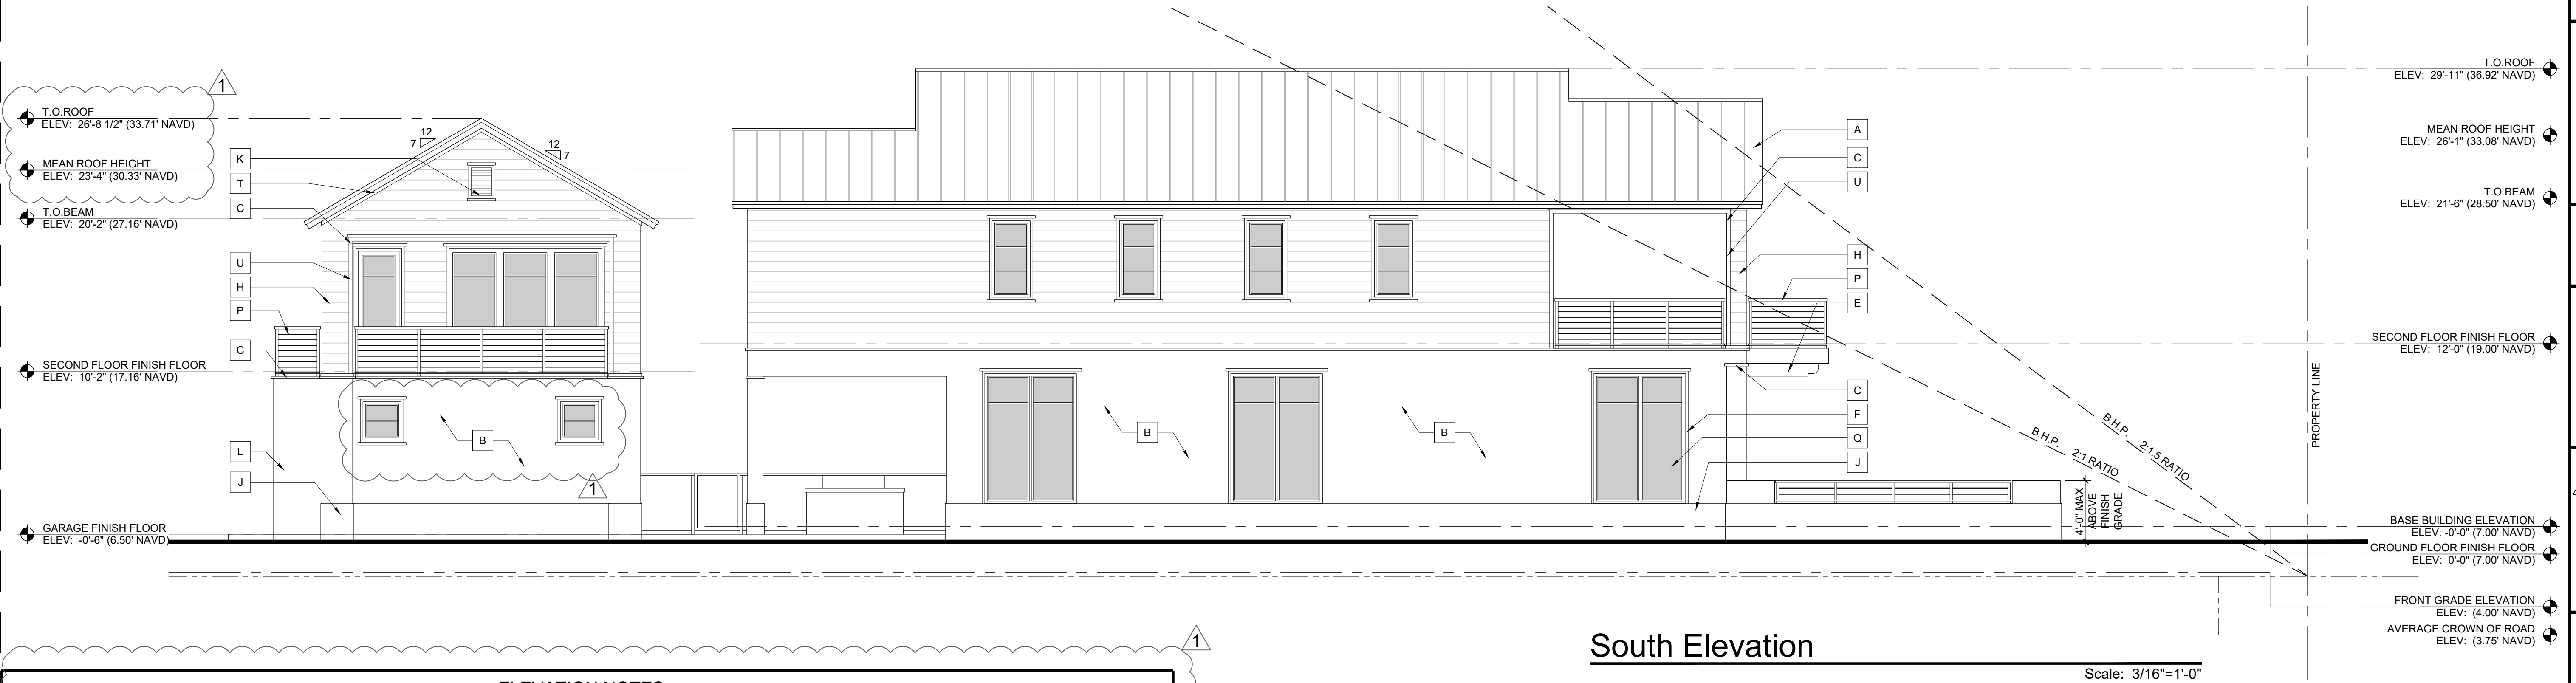 1
T.O.ROOF
ELEV: 26'-8 1/2" (33.71' NAVD)
MEAN ROOF HEIGHT
ELEV: 23'-4" (30.33' NAVD)
T.O.BEAM
ELEV: 20'-2" (27.16' NAVD)
SECOND FLOOR FINISH FLOOR
ELEV: 10'-2" (17.16' NAVD)
GARAGE FINISH FLOOR
ELEV: -0'-6" (6.50' NAVD)
K
T
C
U
H
P
C
L
J
12
7
12
7
B
1
B
B
A
C
U
H
P
E
C
F
Q
J
4'-0" MAX
ABOVE
FINISH
GRADE
B.H.P. 2:1 RATIO
B.H.P. 2:1.5 RATIO
PROPERTY LINE
T.O.ROOF
ELEV: 29'-11" (36.92' NAVD)
MEAN ROOF HEIGHT
ELEV: 26'-1" (33.08' NAVD)
T.O.BEAM
ELEV: 21'-6" (28.50' NAVD)
SECOND FLOOR FINISH FLOOR
ELEV: 12'-0" (19.00' NAVD)
BASE BUILDING ELEVATION
ELEV: -0'-0" (7.00' NAVD)
GROUND FLOOR FINISH FLOOR
ELEV: 0'-0" (7.00' NAVD)
FRONT GRADE ELEVATION
ELEV: (4.00' NAVD)
AVERAGE CROWN OF ROAD
ELEV: (3.75' NAVD)
1
South Elevation
Scale: 3/16"=1'-0"
ELEVATION NOTES